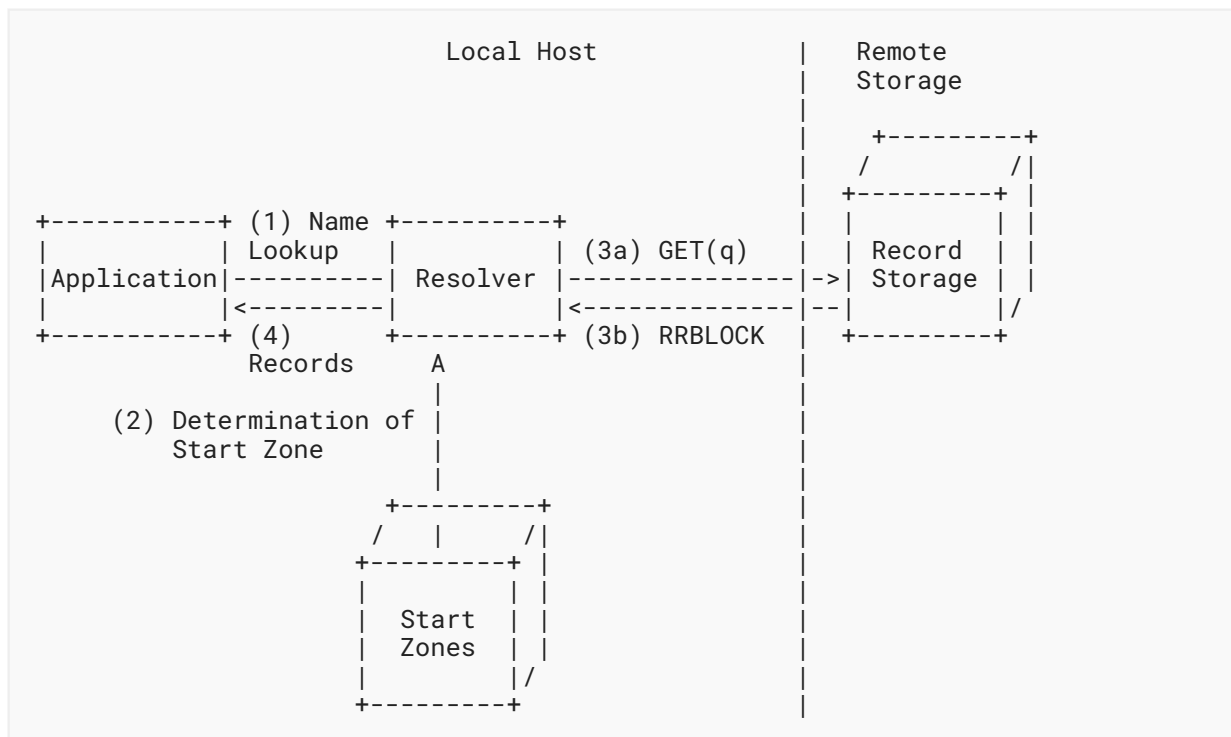 Local Host
Remote
Storage
(1) Name
Lookup
(3a) GET(q)
Record
Application
Resolver
Storage
(4)
(3b) RRBLOCK
Records
A
(2) Determination of
Start Zone
Start
Zones